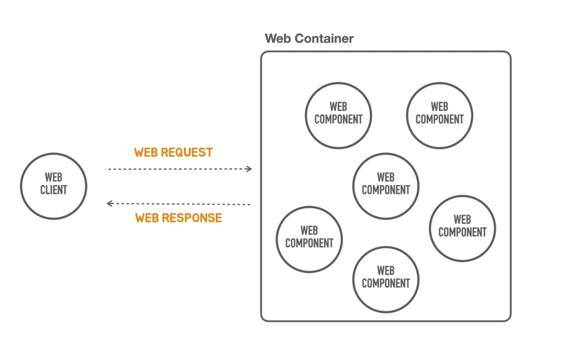 Web Container
WEB
COMPONENT
WEB
COMPONENT
WEB REQUEST
WEB
CLIENT
WEB
COMPONENT
WEB RESPONSE
WEB
COMPONENT
WEB
COMPONENT
WEB
COMPONENT